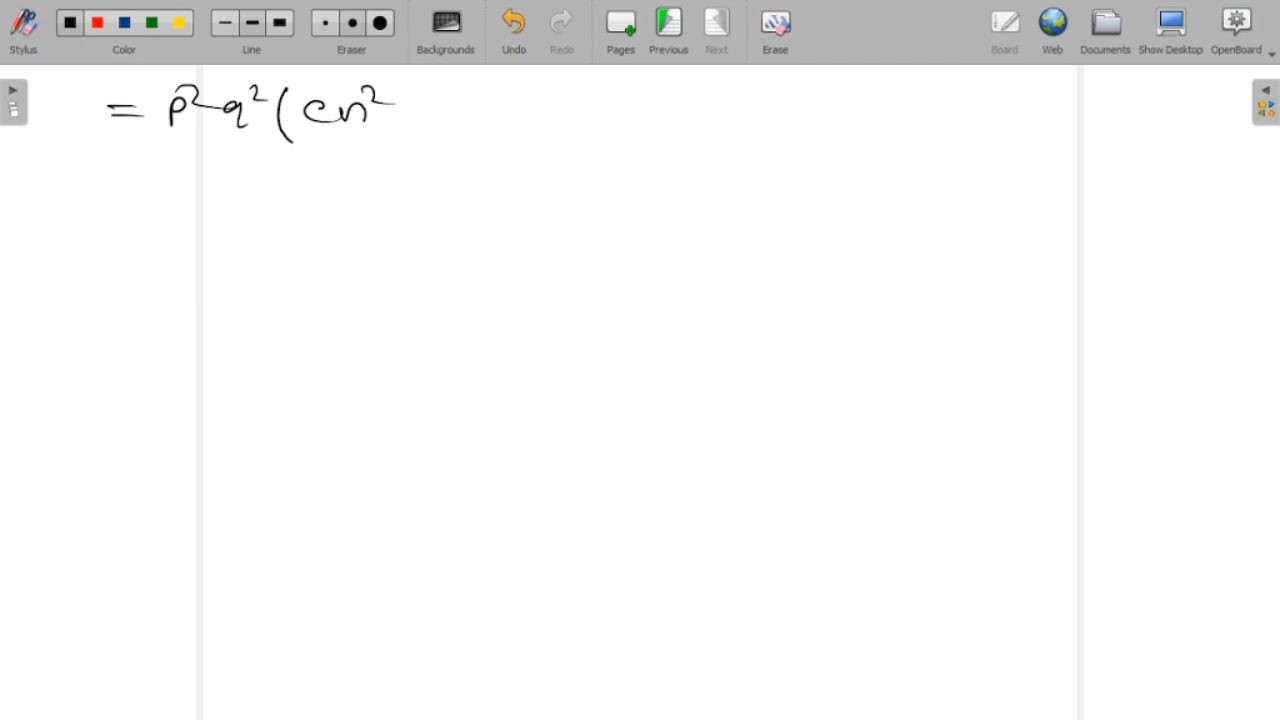 Stylus
Color
Line
Eraser
Backgrounds
Undo
Redo
Pages
Previous
Next
Erase
Board
Web
Documents
Show Desktop
OpenBoard
= p²q²(cn²